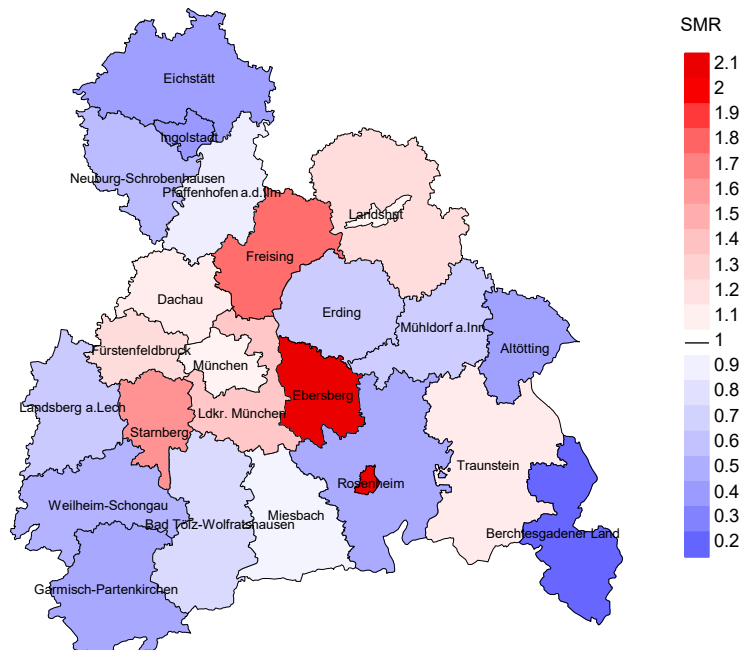 SMR
2.1
2
1.9
1.8
1.7
1.6
1.5
1.4
1.3
1.2
1.1
1
0.9
0.8
0.7
0.6
0.5
0.4
0.3
0.2
Eichstätt
Ingolstadt
Neuburg-Schrobenhausen
Pfaffenhofen a.d.Ilm
Landshst
Freising
Dachau
Erding
Mühldorf a.Inn
Altötting
Fürstenfeldbruck
München
Ebersberg
Landsberg a.Lech
Ldkr. München
Starnberg
Traunstein
Rosenheim
Weilheim-Schongau
Miesbach
Bad Tölz-Wolfratshausen
Berchtesgadener Land
Garmisch-Partenkirchen